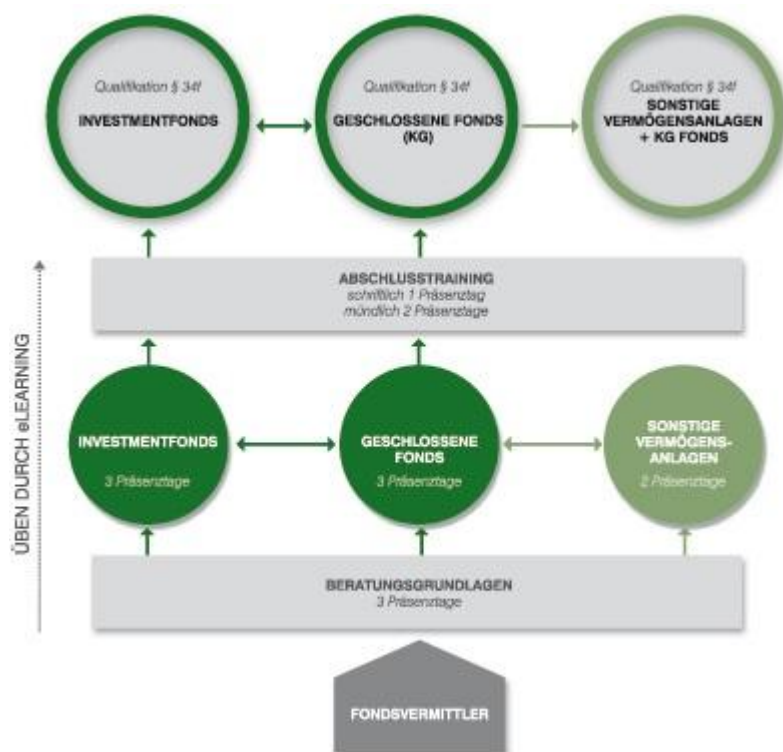 Qualifikation § 34f
INVESTMENTFONDS
Qualifikation § 34f
GESCHLOSSENE FONDS
(KG)
Qualifikation § 34f
SONSTIGE
VERMÖGENSANLAGEN
+ KG FONDS
ABSCHLUSSTRAINING
schriftlich 1 Präsenztag
mündlich 2 Präsenztage
INVESTMENTFONDS
3 Präsenztage
GESCHLOSSENE
FONDS
3 Präsenztage
SONSTIGE
VERMÖGENS-
ANLAGEN
2 Präsenztage
BERATUNGSGRUNDLAGEN
3 Präsenztage
FONDSVERMITTLER
ÜBEN DURCH eLEARNING